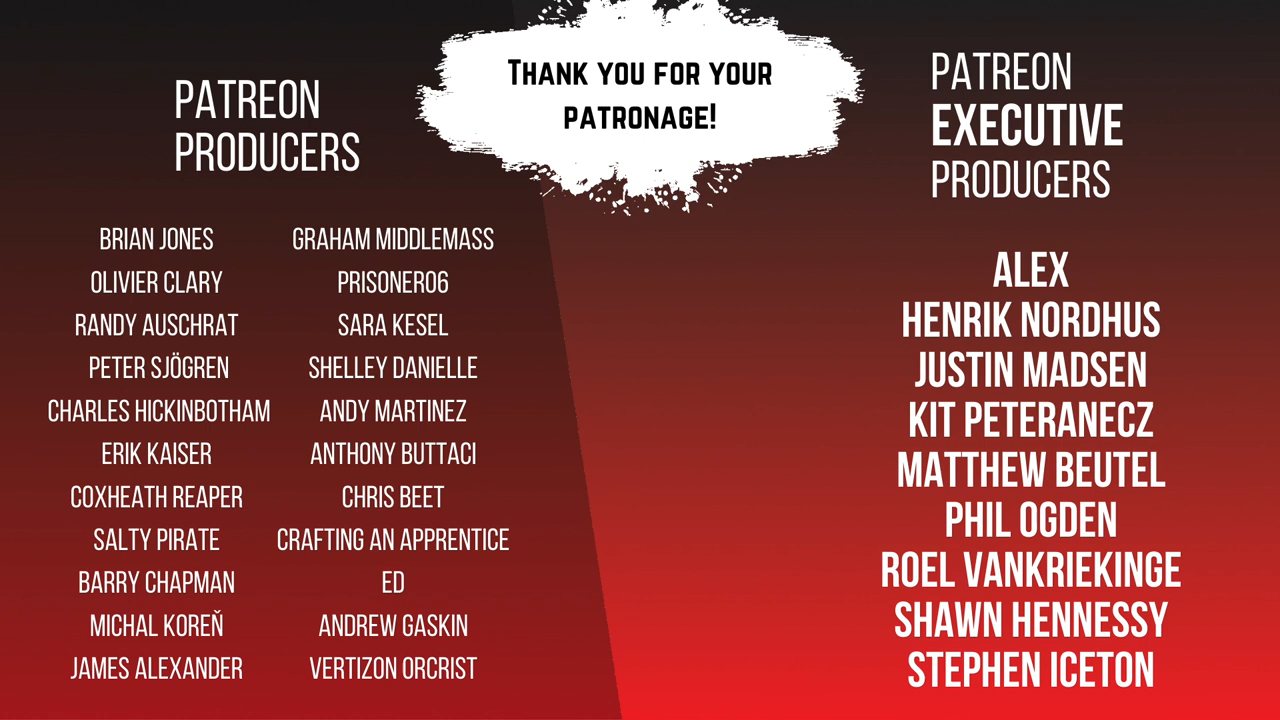 THANK YOU FOR YOUR
PATRONAGE!
PATREON
PRODUCERS
BRIAN JONES
OLIVIER CLARY
RANDY AUSCHRAT
PETER SJÖGREN
CHARLES HICKINBOTHAM
ERIK KAISER
COXHEATH REAPER
SALTY PIRATE
BARRY CHAPMAN
MICHAL KOREŇ
JAMES ALEXANDER
GRAHAM MIDDLEMASS
PRISONER06
SARA KESEL
SHELLEY DANIELLE
ANDY MARTINEZ
ANTHONY BUTTACI
CHRIS BEET
CRAFTING AN APPRENTICE
ED
ANDREW GASKIN
VERTIZON ORCRIST
PATREON
EXECUTIVE
PRODUCERS
ALEX
HENRIK NORDHUS
JUSTIN MADSEN
KIT PETERANECZ
MATTHEW BEUTEL
PHIL OGDEN
ROEL VANKRIEKINGE
SHAWN HENNESSY
STEPHEN ICETON